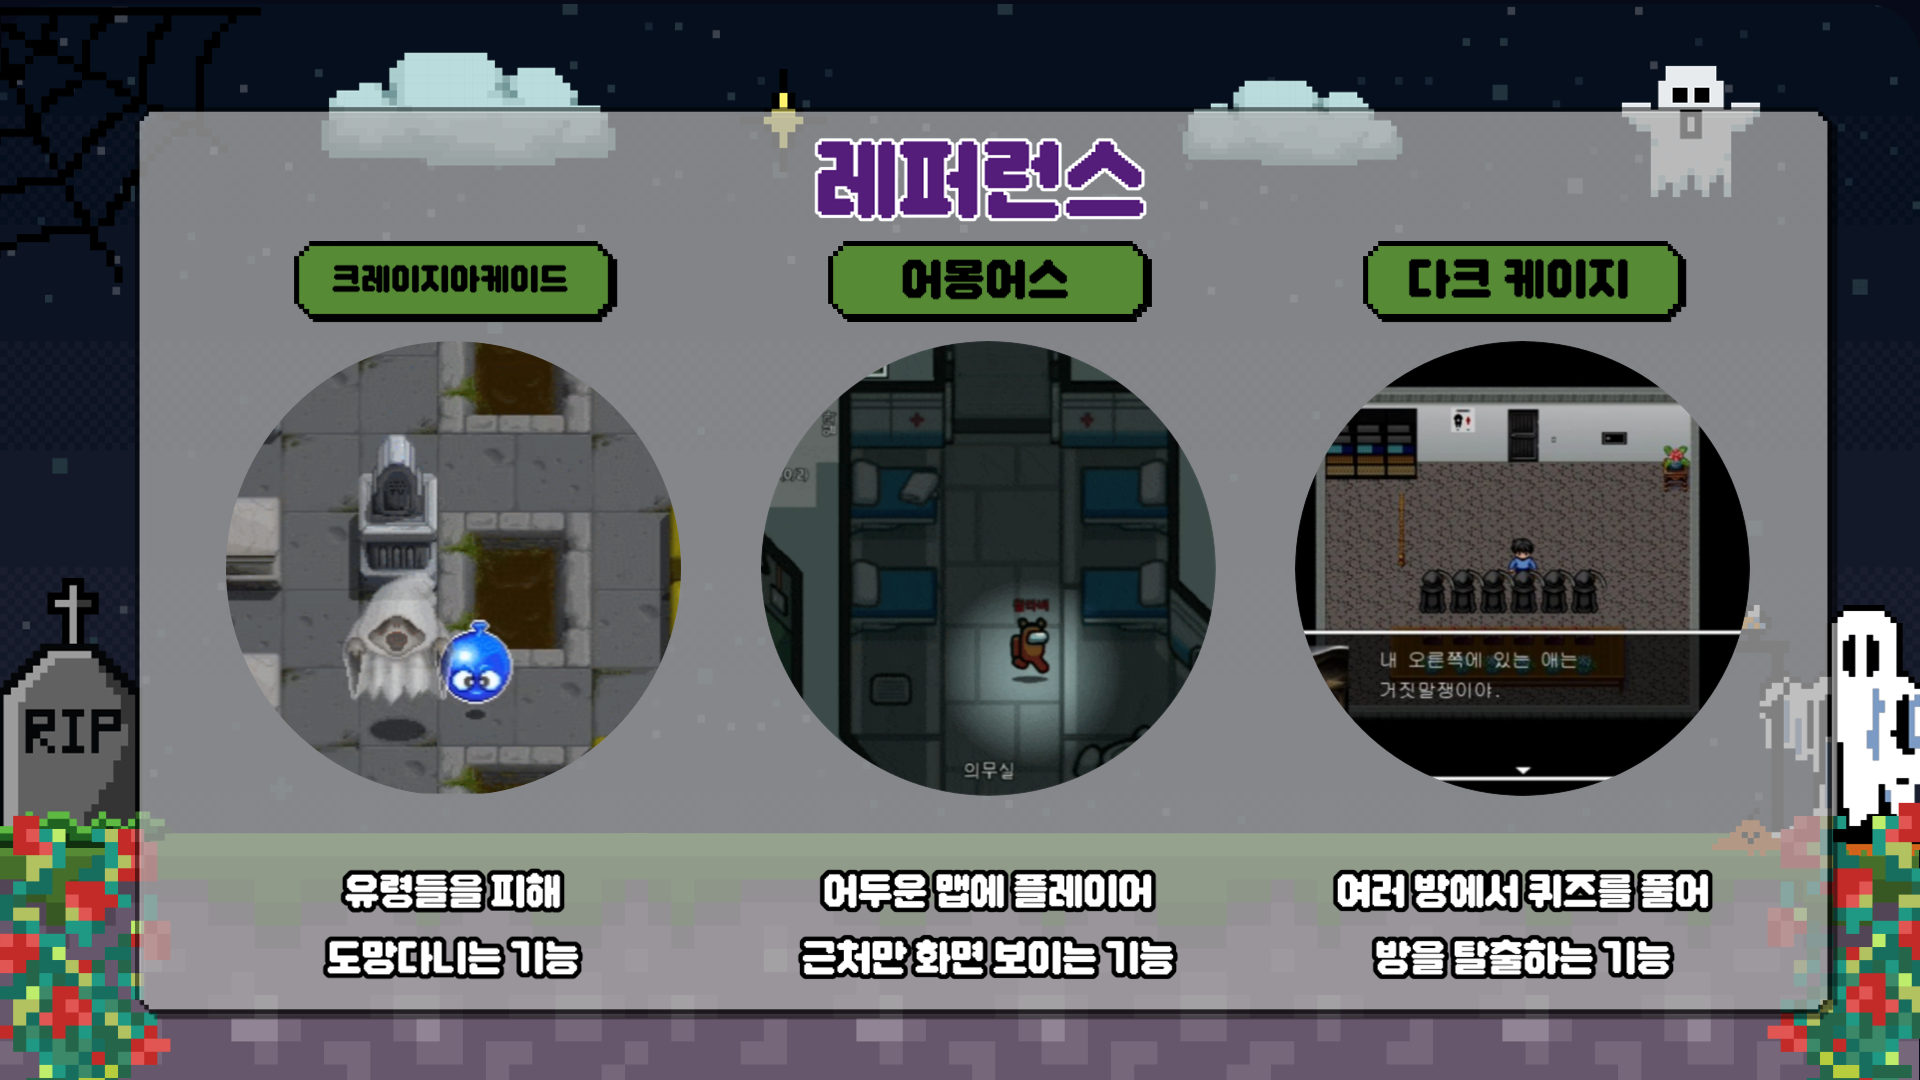 레퍼런스
크레이지아케이드
어몽어스
다크 케이지
(0/2)
의무실
내 오른쪽에 있는 애는
거짓말쟁이야.
RIP
유령들을 피해
도망다니는 기능
어두운 맵에 플레이어
근처만 화면 보이는 기능
여러 방에서 퀴즈를 풀어
방을 탈출하는 기능